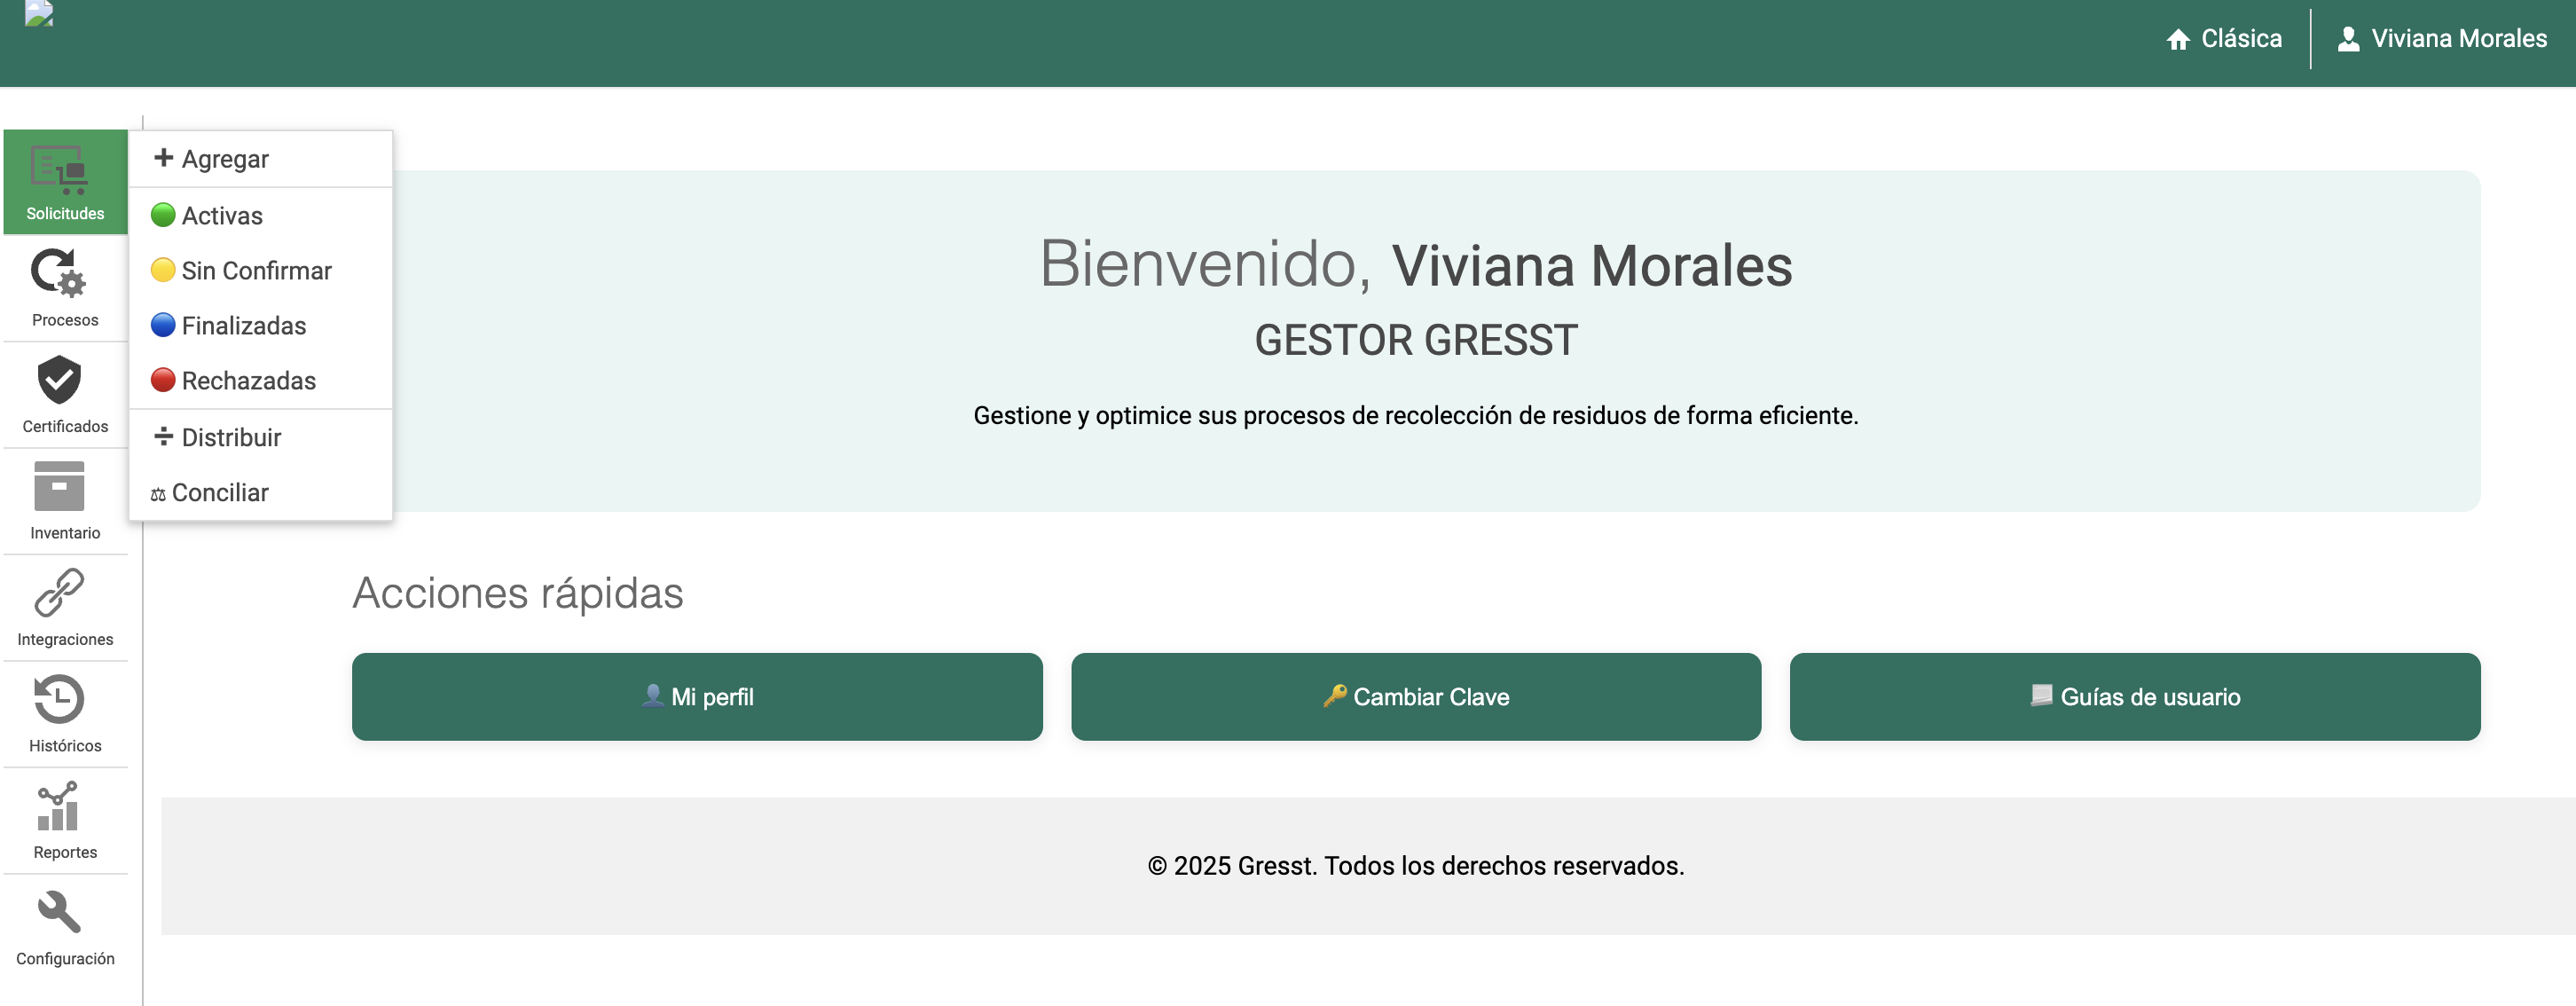 Clásica
Viviana Morales
Solicitudes
Agregar
Activas
Sin Confirmar
Finalizadas
Rechazadas
Distribuir
Conciliar
Procesos
Certificados
Inventario
Integraciones
Históricos
Reportes
Configuración
Bienvenido, Viviana Morales
GESTOR GRESST
Gestione y optimice sus procesos de recolección de residuos de forma eficiente.
Acciones rápidas
Mi perfil
Cambiar Clave
Guías de usuario
© 2025 Gresst. Todos los derechos reservados.